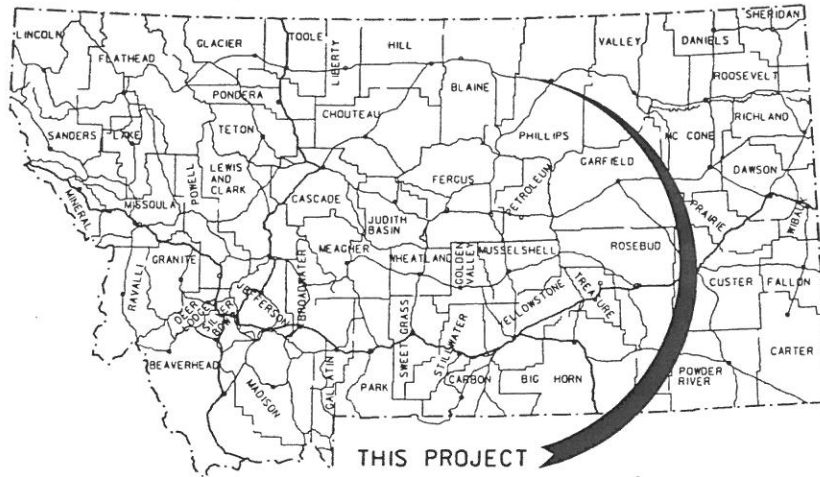 SHERIDAN
LINCOLN
GLACIER
TOOLE
LIBERTY
HILL
VALLEY
DANIELS
FLATHEAD
BLAINE
ROOSEVELT
PONDERA
CHOUTEAU
PHILLIPS
RICHLAND
SANDERS
LAKE
TETON
MC CONE
GARFIELD
DAWSON
LEWIS
AND
CLARK
POWELL
FERGUS
PETROLEUM
MINERAL
MISSOULA
CASCADE
JUDITH
BASIN
PRAIRIE
WIBAUX
GRANITE
MEAGHER
WHEATLAND
GOLDEN
VALLEY
MUSSELSHELL
ROSEBUD
RAVALLI
JEFFERSON
BROADWATER
TREASURE
CUSTER
FALLON
DEER
LODGE
SILVER
BOW
SWEET GRASS
STILLWATER
YELLOWSTONE
BEAVERHEAD
MADISON
GALLATIN
PARK
CARBON
BIG HORN
POWDER
RIVER
CARTER
THIS PROJECT